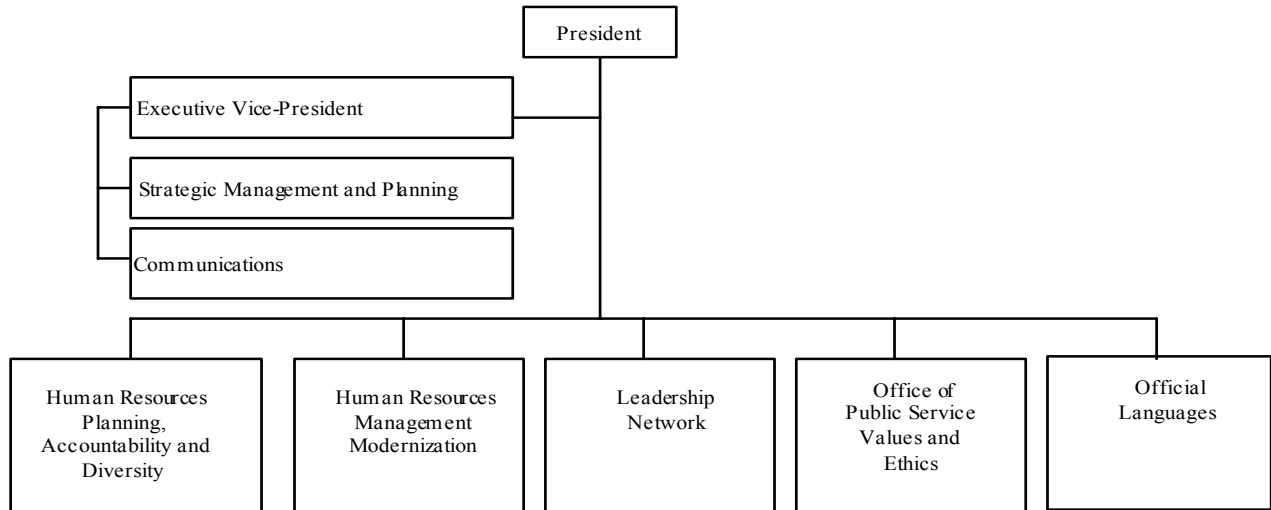 President
Executive Vice-President
Strategic Management and Planning
Communications
Human Resources
Planning,
Accountability and
Diversity
Human Resources
Management
Modernization
Leadership
Network
Office of
Public Service
Values and
Ethics
Official
Languages